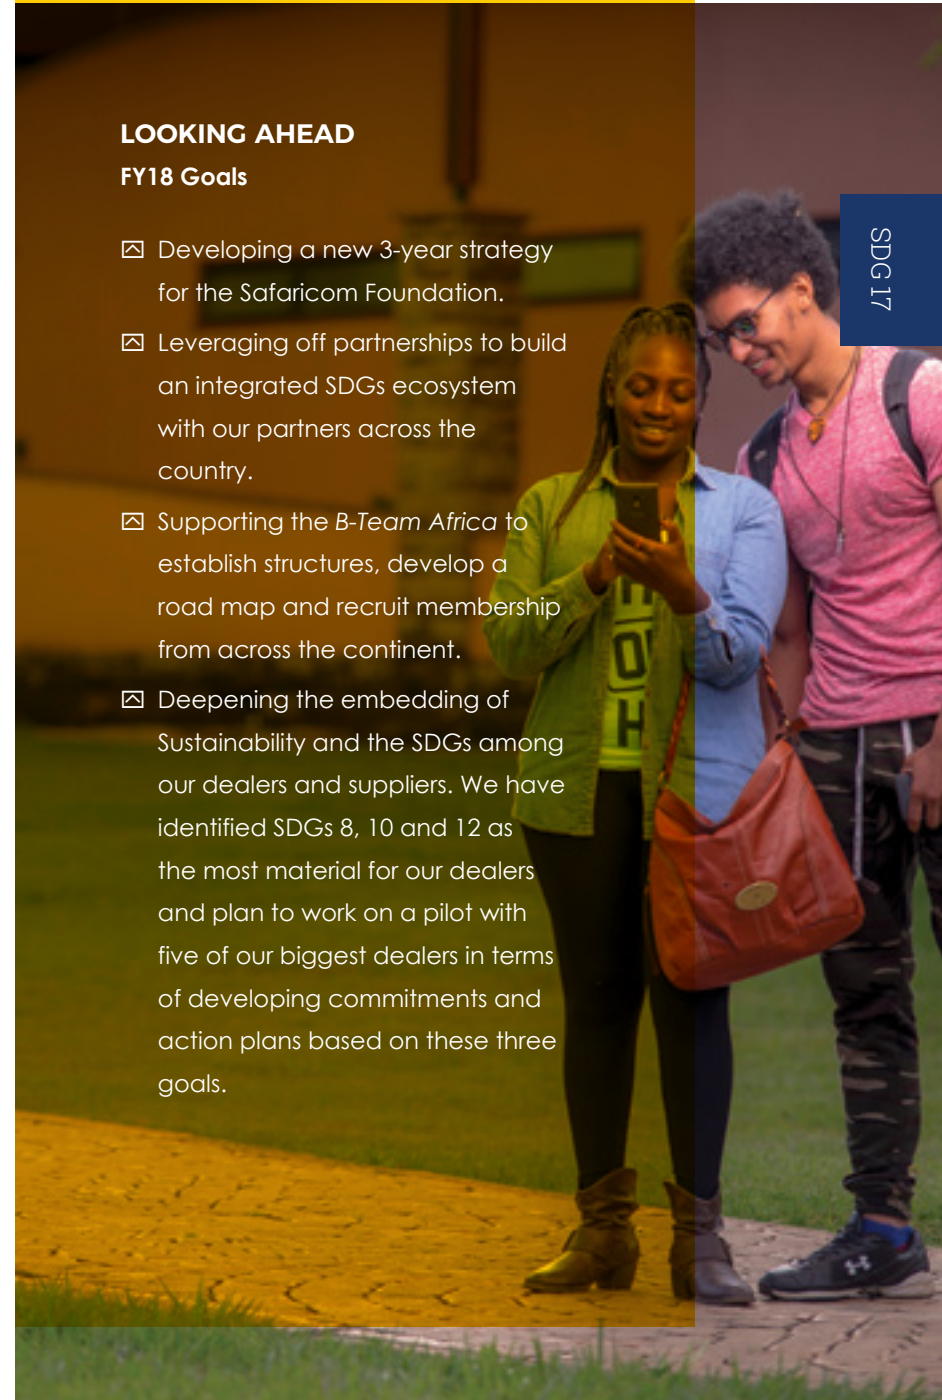 LOOKING AHEAD
FY18 Goals
Developing a new 3-year strategy
for the Safaricom Foundation.
Leveraging off partnerships to build
an integrated SDGs ecosystem
with our partners across the
country.
Supporting the B-Team Africa to
establish structures, develop a
road map and recruit membership
from across the continent.
Deepening the embedding of
Sustainability and the SDGs among
our dealers and suppliers. We have
identified SDGs 8, 10 and 12 as
the most material for our dealers
and plan to work on a pilot with
five of our biggest dealers in terms
of developing commitments and
action plans based on these three
goals.
SDG 17